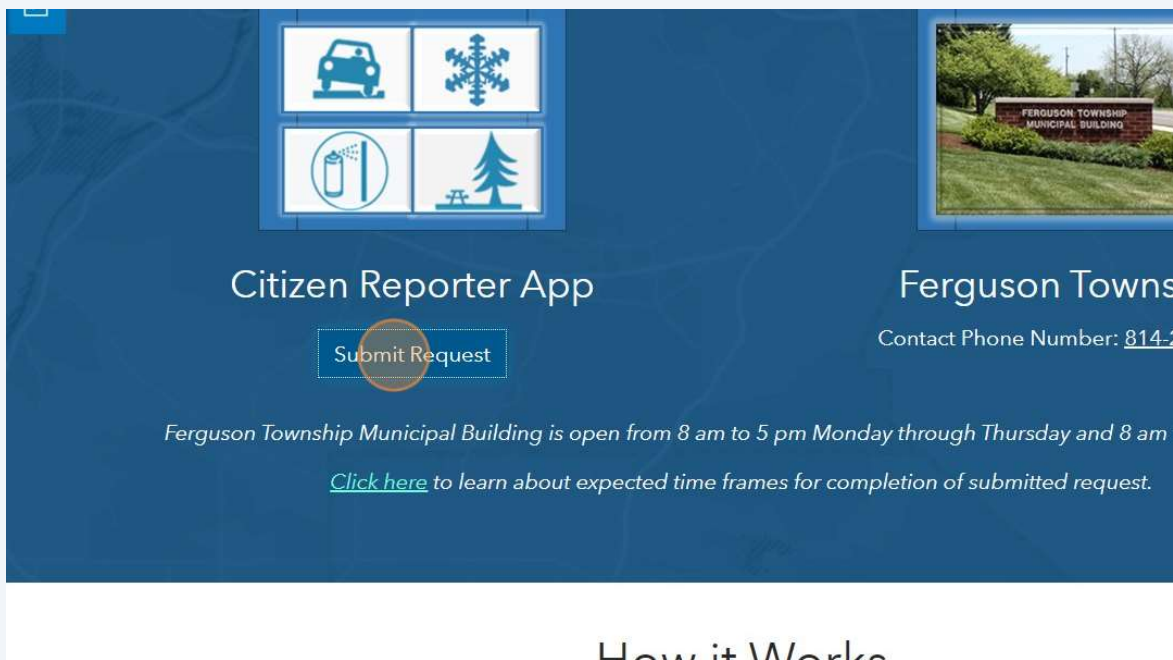 FERGUSON TOWNSHIP
MUNICIPAL BUILDING
Citizen Reporter App
Ferguson Towns
Submit Request
Contact Phone Number: 814-2
Ferguson Township Municipal Building is open from 8 am to 5 pm Monday through Thursday and 8 am
Click here to learn about expected time frames for completion of submitted request.
How it Works